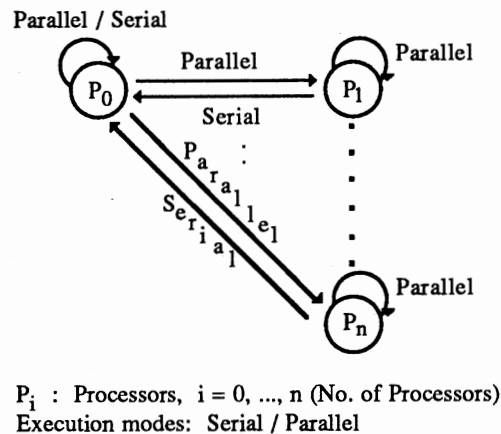 Parallel / Serial
Parallel
Parallel
P0
P1
Serial
Parallel
Serial
Parallel
Pn
Pi : Processors, i = 0, ..., n (No. of Processors)
Execution modes: Serial / Parallel